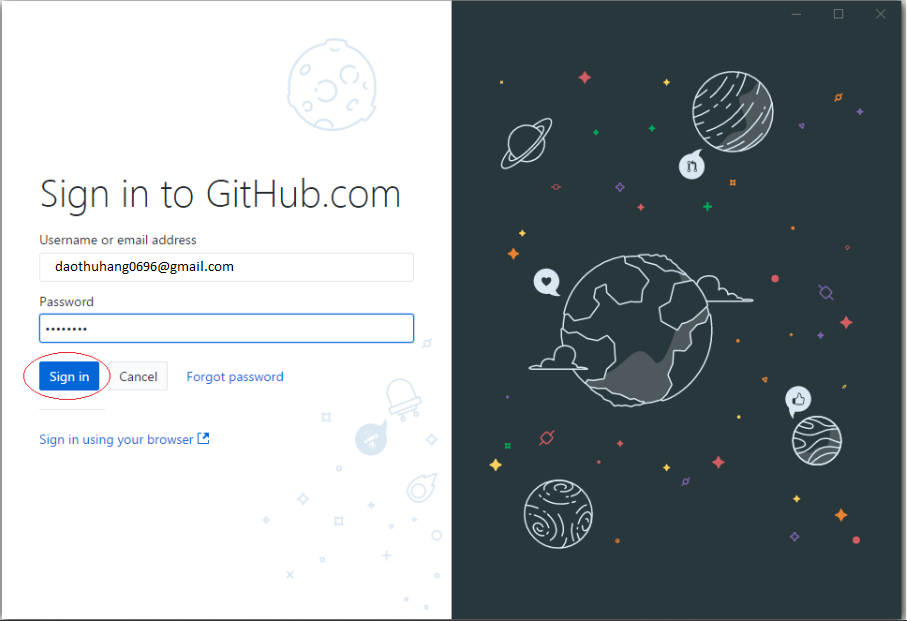 Sign in to GitHub.com
Username or email address
daothuhang0696@gmail.com
Password
••••••••
Sign in Cancel Forgot password
Sign in using your browser